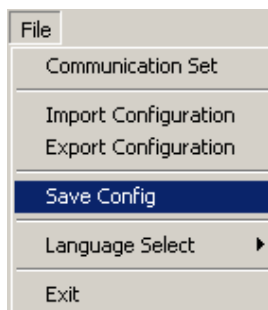 File
Communication Set
Import Configuration
Export Configuration
Save Config
Language Select
Exit